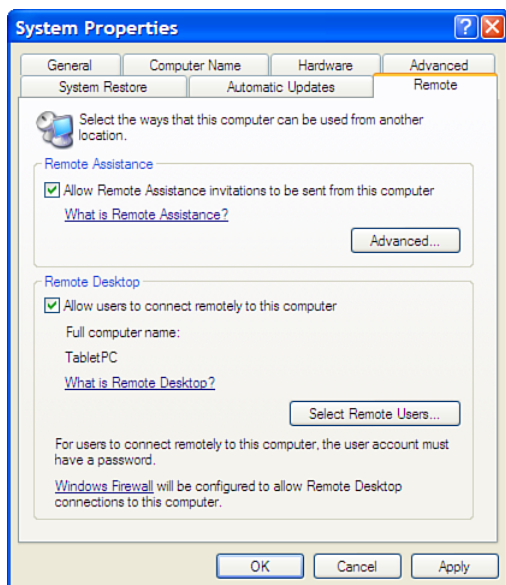 System Properties
General Computer Name Hardware Advanced
System Restore Automatic Updates Remote
Select the ways that this computer can be used from another
location.
Remote Assistance
Allow Remote Assistance invitations to be sent from this computer
What is Remote Assistance?
Advanced...
Remote Desktop
Allow users to connect remotely to this computer
Full computer name:
TabletPC
What is Remote Desktop?
Select Remote Users...
For users to connect remotely to this computer, the user account must
have a password.
Windows Firewall will be configured to allow Remote Desktop
connections to this computer.
OK Cancel Apply